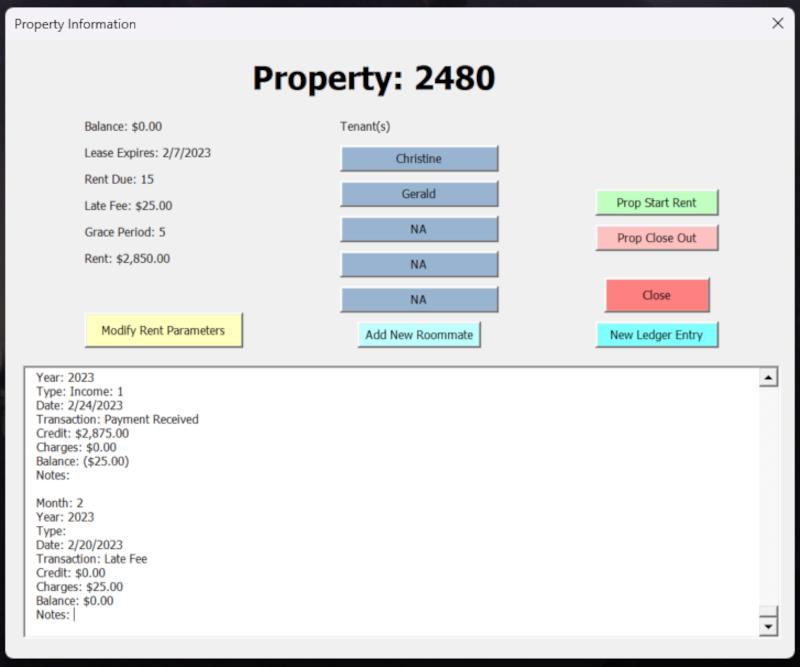 Property Information
Property: 2480
Balance: $0.00
Lease Expires: 2/7/2023
Rent Due: 15
Late Fee: $25.00
Grace Period: 5
Rent: $2,850.00
Modify Rent Parameters
Tenant(s)
Christine
Gerald
NA
NA
NA
Add New Roommate
Prop Start Rent
Prop Close Out
Close
New Ledger Entry
Year: 2023
Type: Income: 1
Date: 2/24/2023
Transaction: Payment Received
Credit: $2,875.00
Charges: $0.00
Balance: ($25.00)
Notes:
Month: 2
Year: 2023
Type:
Date: 2/20/2023
Transaction: Late Fee
Credit: $0.00
Charges: $25.00
Balance: $0.00
Notes: